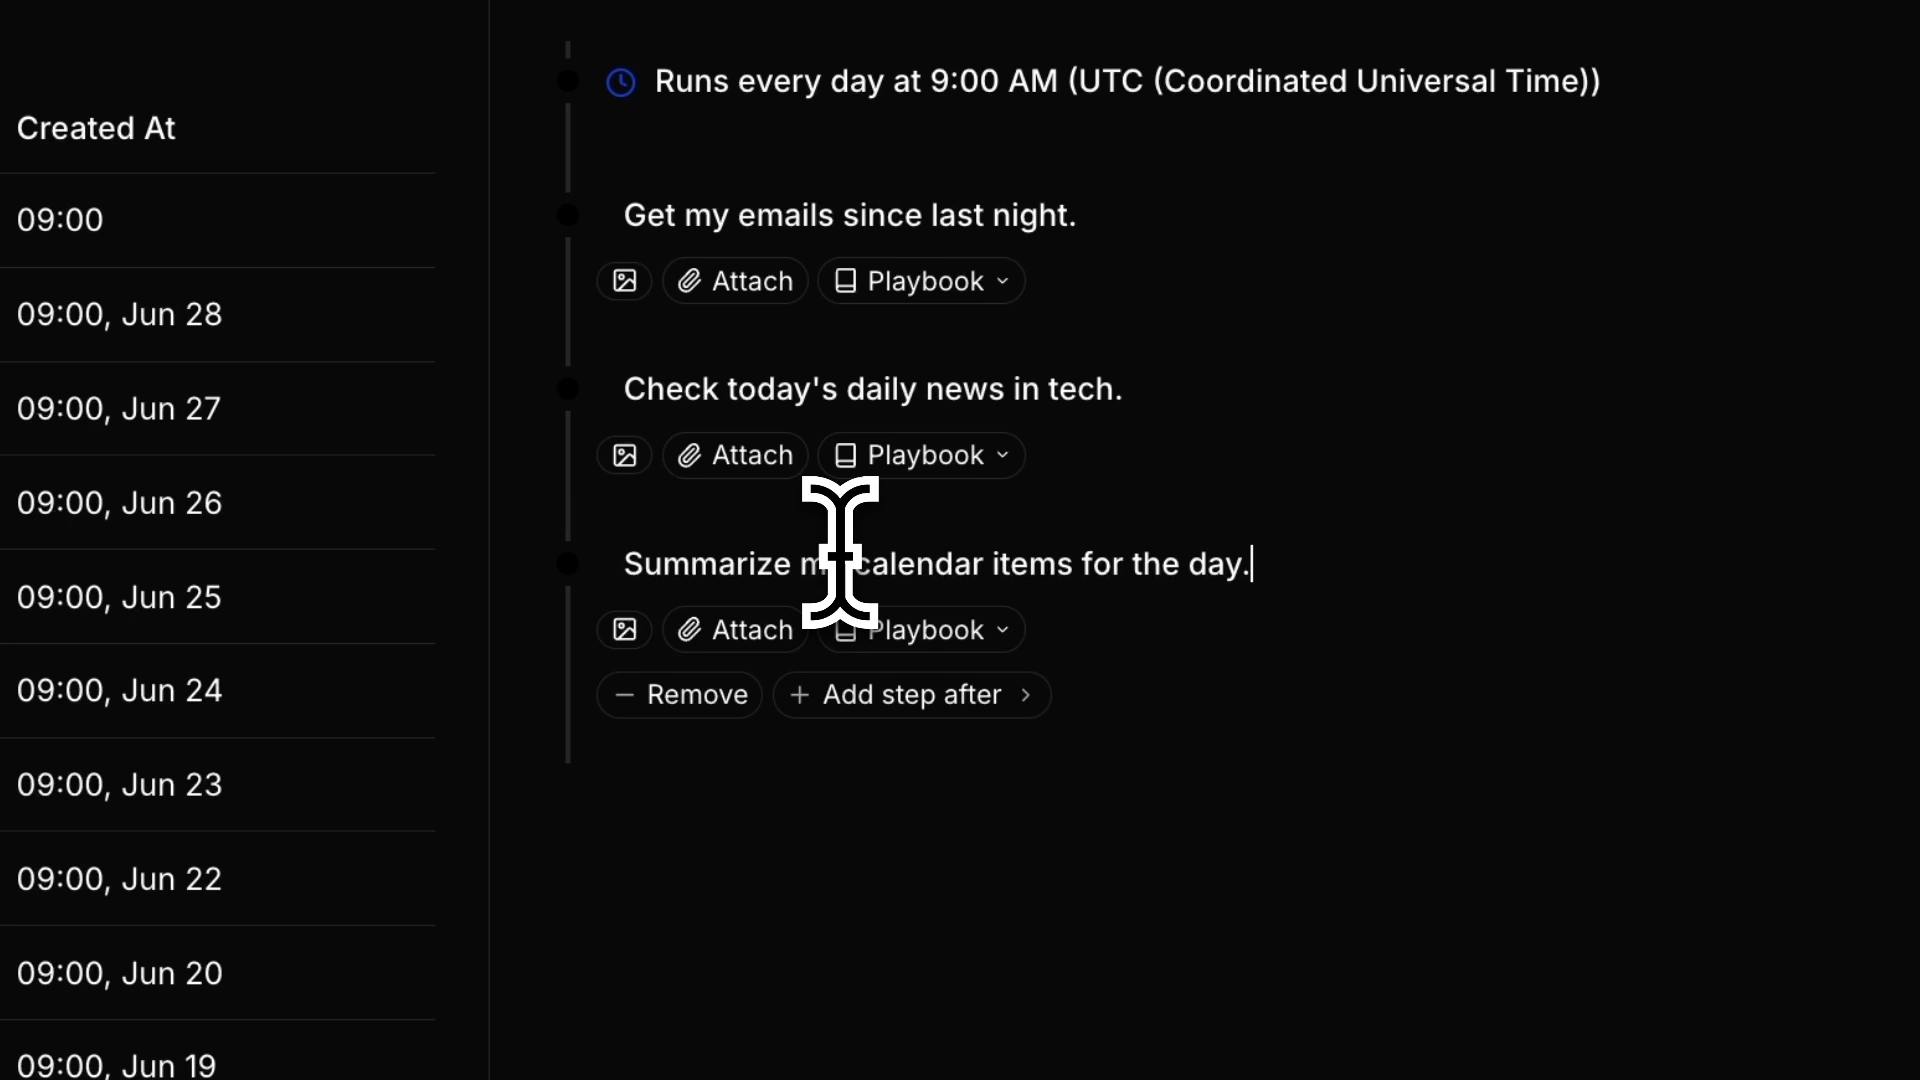 Created At
09:00
09:00, Jun 28
09:00, Jun 27
09:00, Jun 26
09:00, Jun 25
09:00, Jun 24
09:00, Jun 23
09:00, Jun 22
09:00, Jun 20
09:00, Jun 19
Runs every day at 9:00 AM (UTC (Coordinated Universal Time))
Get my emails since last night.
Attach Playbook
Check today's daily news in tech.
Attach Playbook
Summarize my calendar items for the day.
Attach Playbook
Remove Add step after